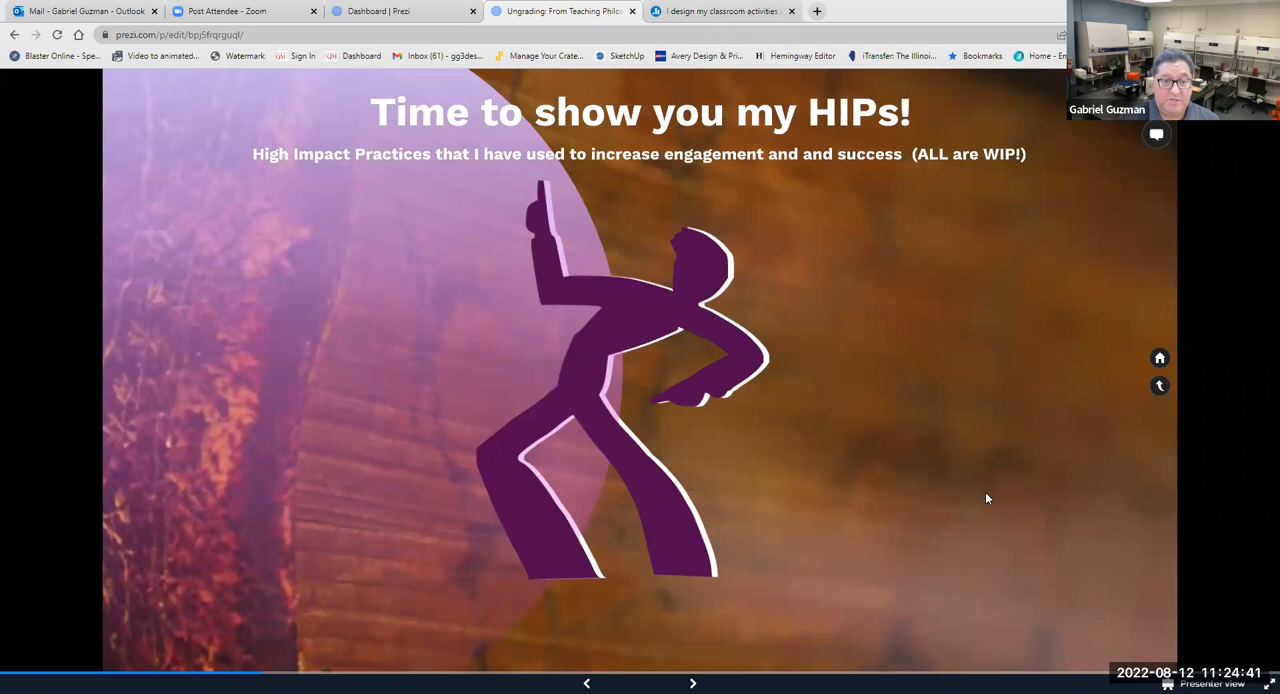 Mail - Gabriel Guzman - Outlook
Post Attendee - Zoom
Dashboard | Prezi
Ungrading: From Teaching Philos
I design my classroom activities
prezi.com/p/edit/bpj5frqrguql/
Blaster Online - Spe...
Video to animated...
Watermark
Sign In
Dashboard
Inbox (61) - gg3des...
Manage Your Crate...
SketchUp
Avery Design & Pri...
Hemingway Editor
iTransfer: The Illinoi...
Bookmarks
Home - En
Gabriel Guzman
Time to show you my HIPs!
High Impact Practices that I have used to increase engagement and and success (ALL are WIP!)
2022-08-12 11:24:41
Presenter view